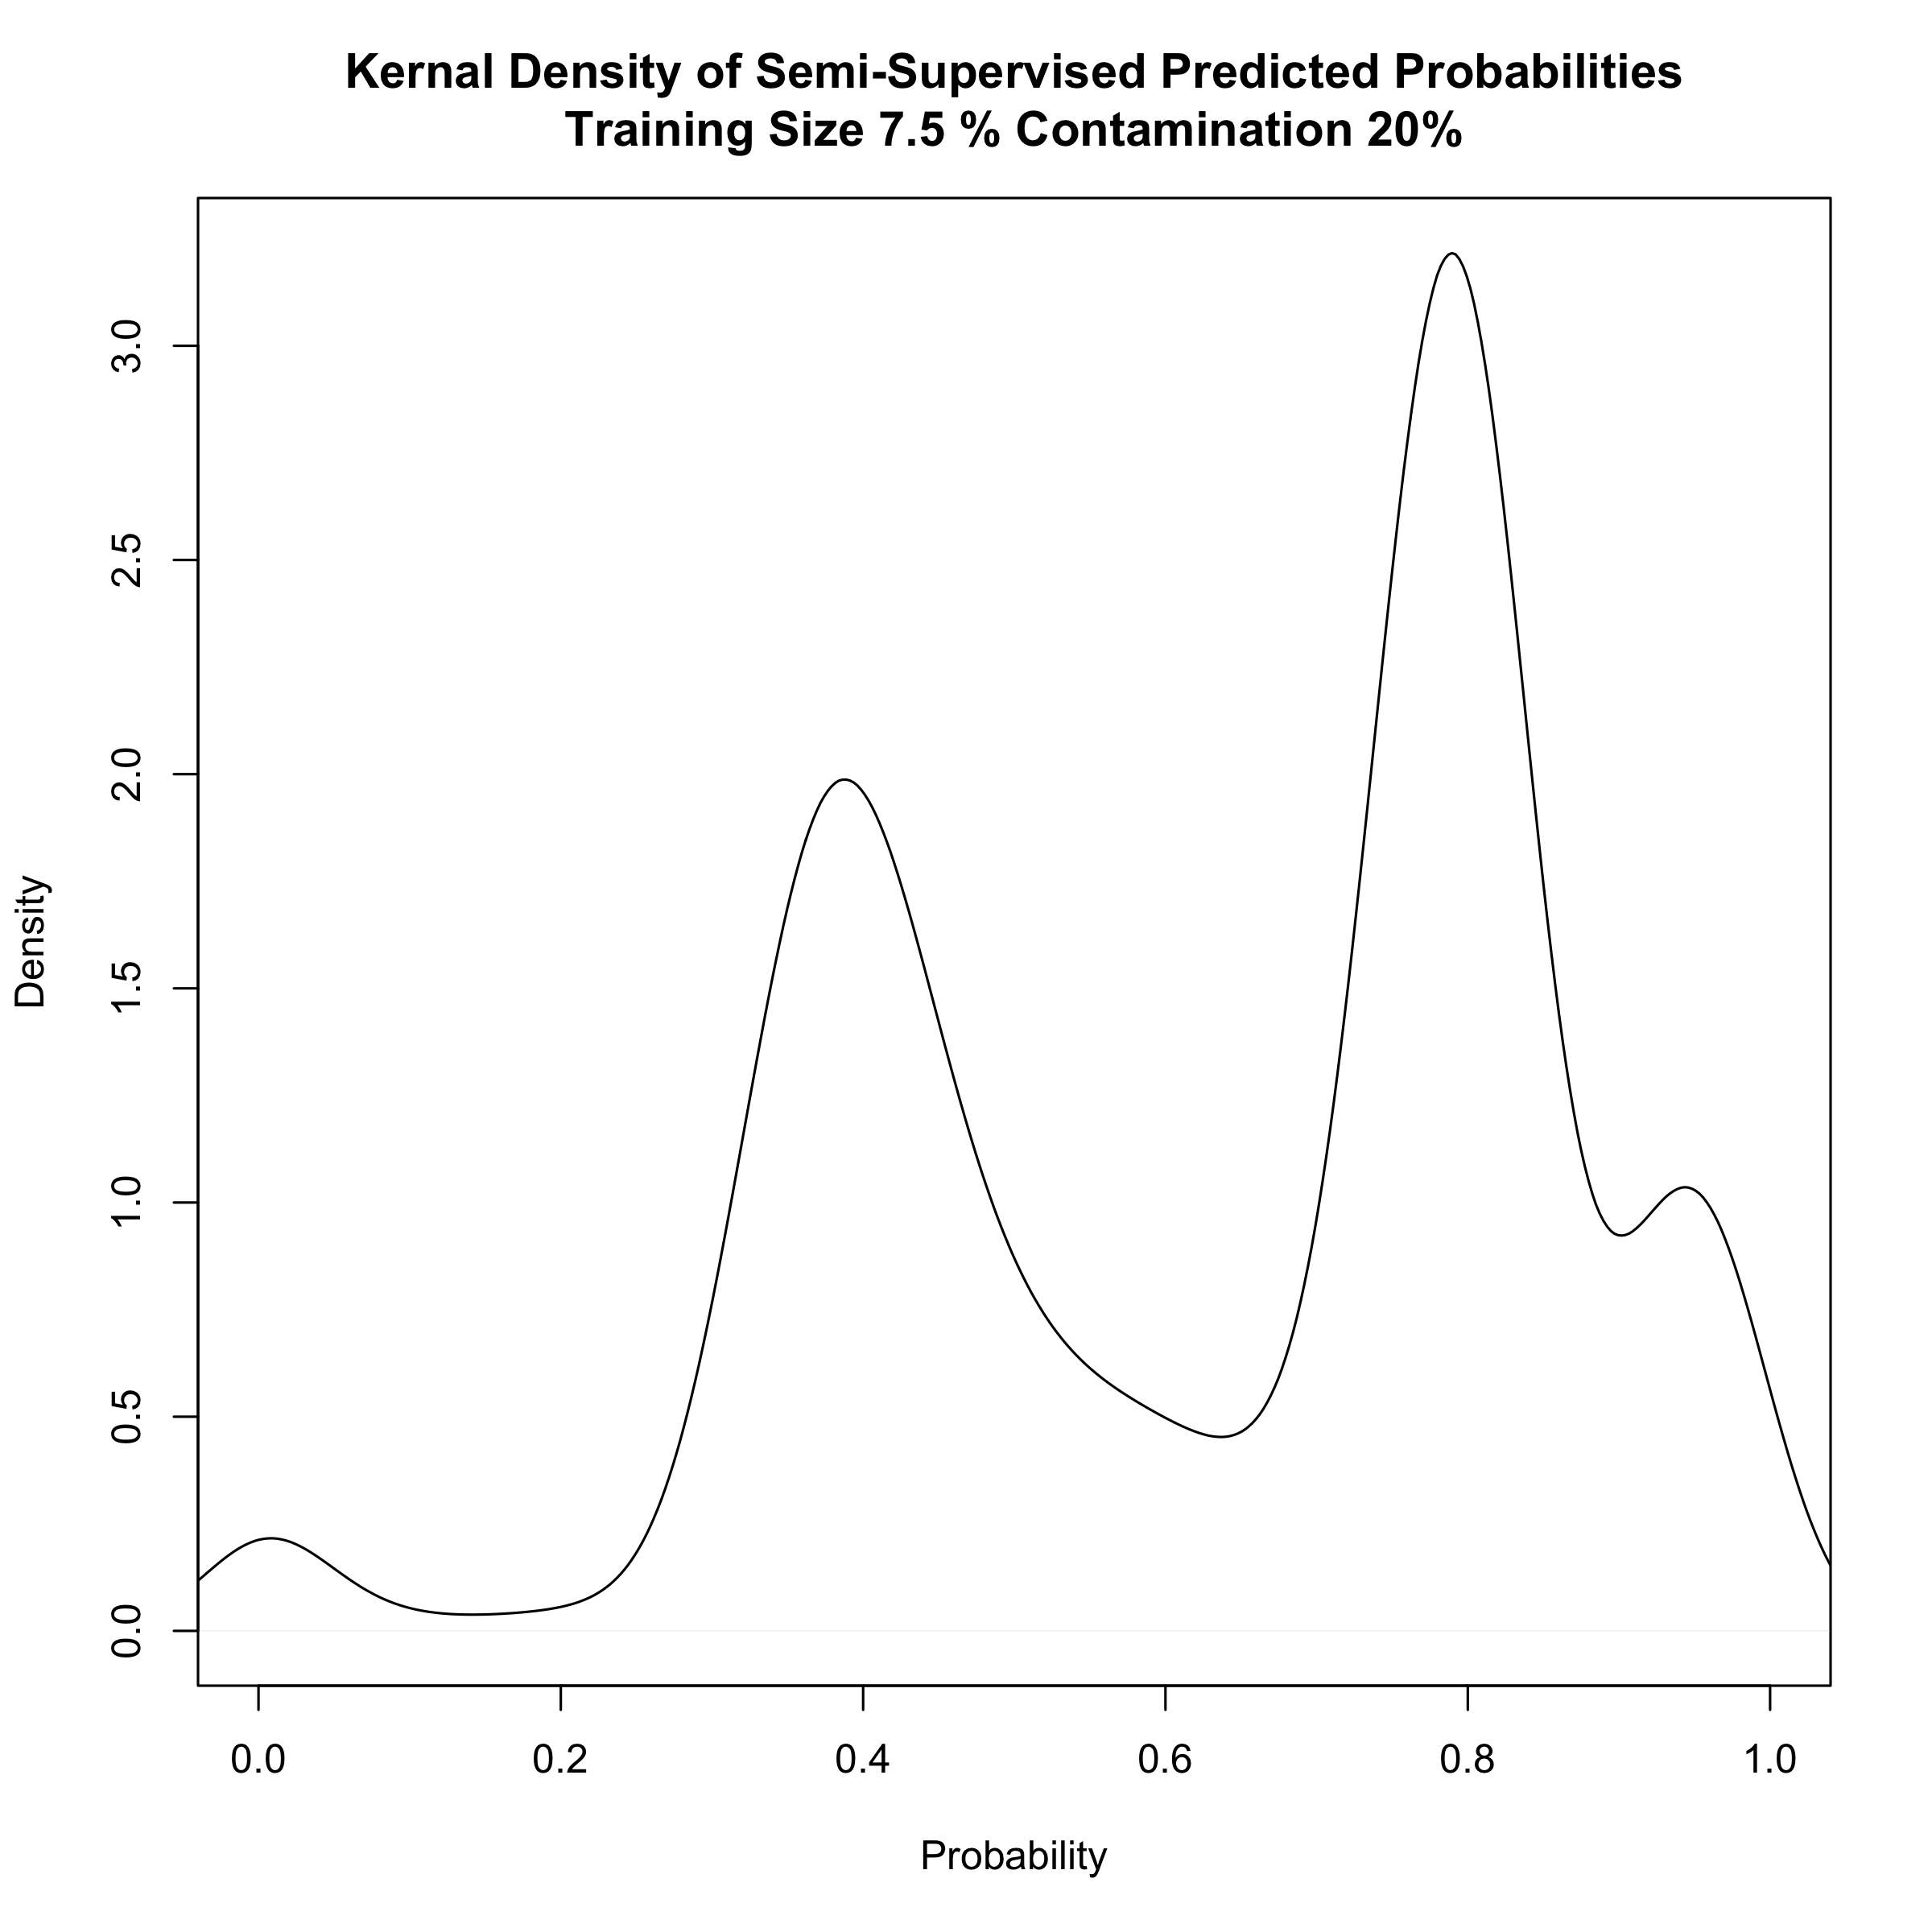 Kernal Density of Semi-Supervised Predicted Probabilities
Training Size 7.5 % Contamination 20%
Density
3.0
2.5
2.0
1.5
1.0
0.5
0.0
0.0 0.2 0.4 0.6 0.8 1.0
Probability